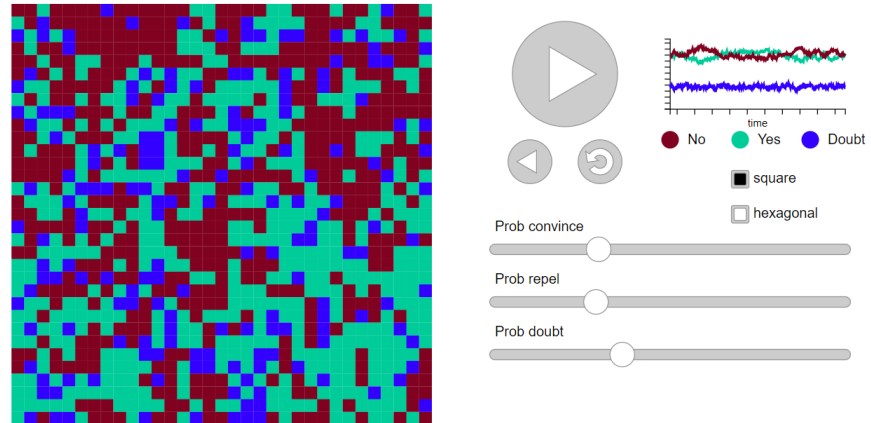 time
No Yes Doubt
square
hexagonal
Prob convince
Prob repel
Prob doubt